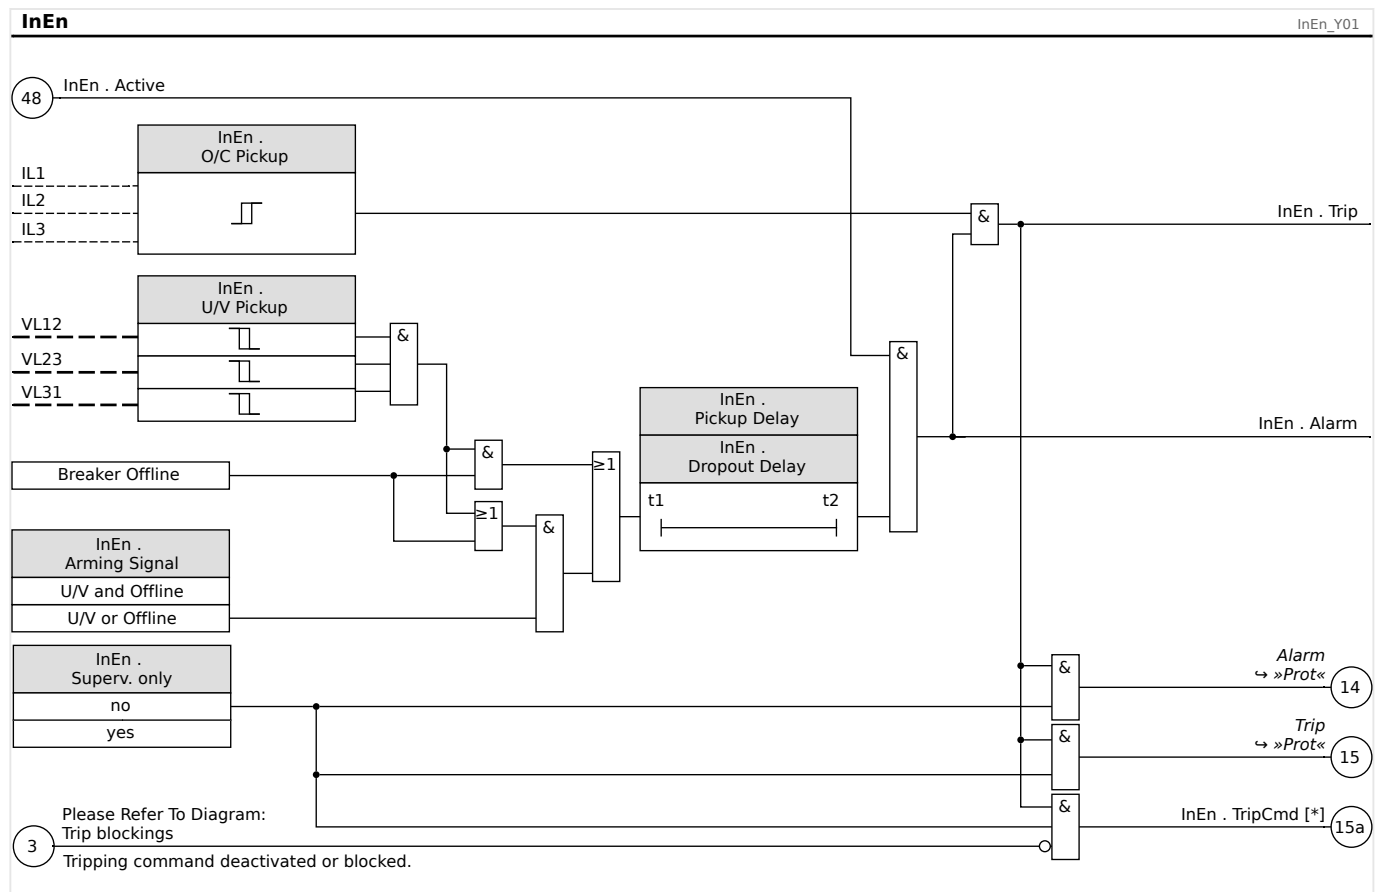 InEn
InEn_Y01
48
InEn . Active
InEn .
O/C Pickup
IL1
IL2
IL3
&
InEn . Trip
InEn .
U/V Pickup
VL12
VL23
VL31
&
&
InEn .
Pickup Delay
InEn .
Dropout Delay
t1 t2
InEn . Alarm
Breaker Offline
&
≥1
≥1
&
InEn .
Arming Signal
U/V and Offline
U/V or Offline
InEn .
Superv. only
no
yes
&
Alarm
↪ »Prot«
14
&
Trip
↪ »Prot«
15
&
InEn . TripCmd [*]
15a
3
Please Refer To Diagram:
Trip blockings
Tripping command deactivated or blocked.